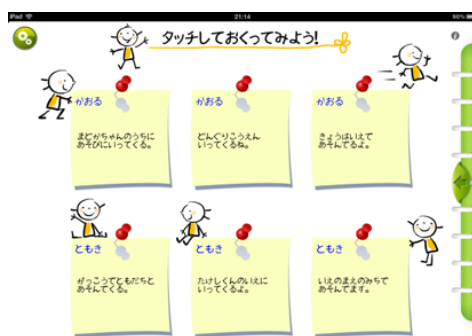 iPad
21:14
90%
タッチしておくってみよう!
かおる
まどかちゃんのうちに
あそびにいってくる。
かおる
どんぐりこうえん
いってくるね。
かおる
きょうはいえで
あそんでるよ。
ともき
がっこうでともだちと
あそんでくる。
ともき
たけしくんのいえに
いってくるよ。
ともき
いえのまえのみちで
あそんでます。